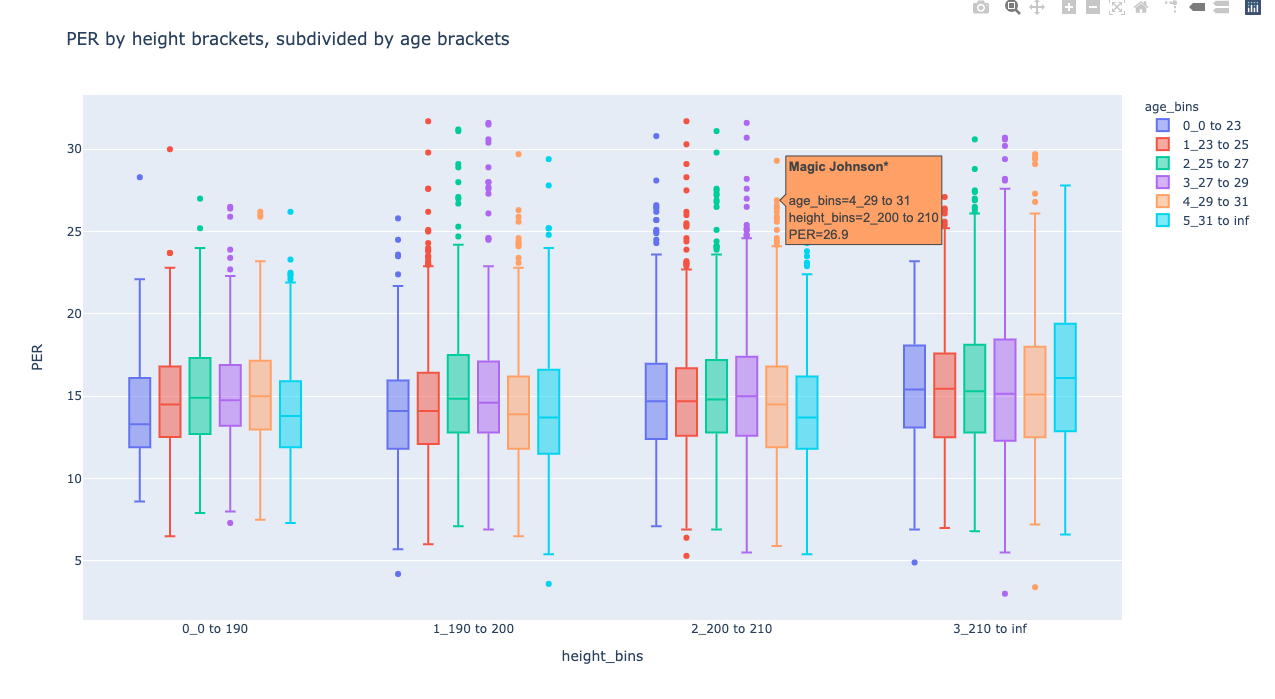 PER by height brackets, subdivided by age brackets
age_bins
0_0 to 23
1_23 to 25
2_25 to 27
3_27 to 29
4_29 to 31
5_31 to inf
Magic Johnson*
age_bins=4_29 to 31
height_bins=2_200 to 210
PER=26.9
PER
30
25
20
15
10
5
0_0 to 190
1_190 to 200
2_200 to 210
3_210 to inf
height_bins